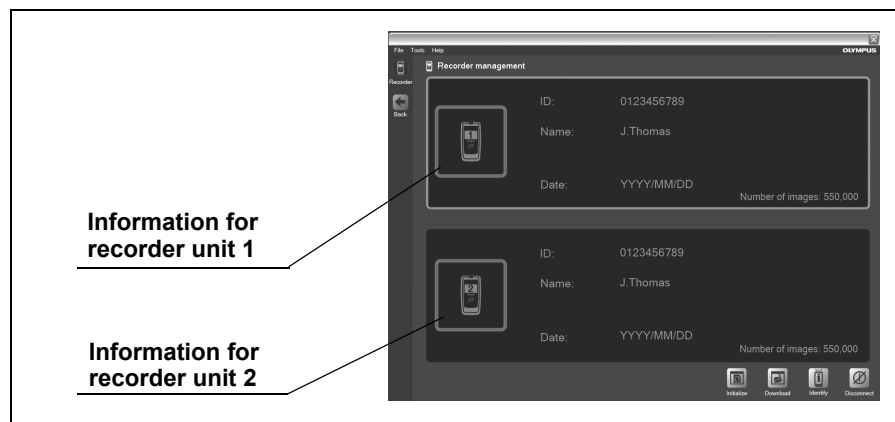 File Tools Help
OLYMPUS
Recorder
Recorder management
Back
1
ID: 0123456789
Name: J.Thomas
Date: YYYY/MM/DD
Number of images: 550,000
Information for
recorder unit 1
2
ID: 0123456789
Name: J.Thomas
Date: YYYY/MM/DD
Number of images: 550,000
Information for
recorder unit 2
Initialize Download Identify Disconnect